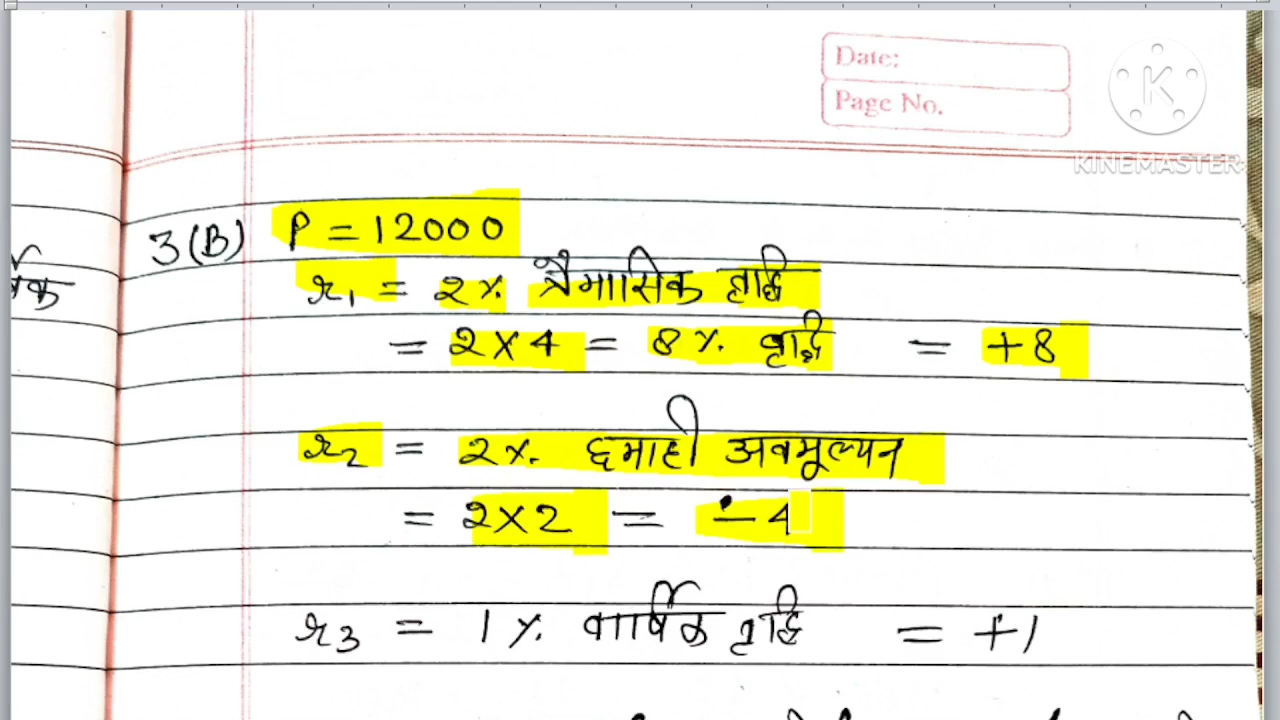 Date:
Page No.
K
KINEMASTER
3(B) P = 12000
r₁ = 2%. त्रैमासिक वृद्धि
= 2×4 = 8%. वृद्धि = +8
र्षिक
r₂ = 2%. छमाही अवमूल्यन
= 2×2 = -4
r₃ = 1%. वार्षिक वृद्धि = +1